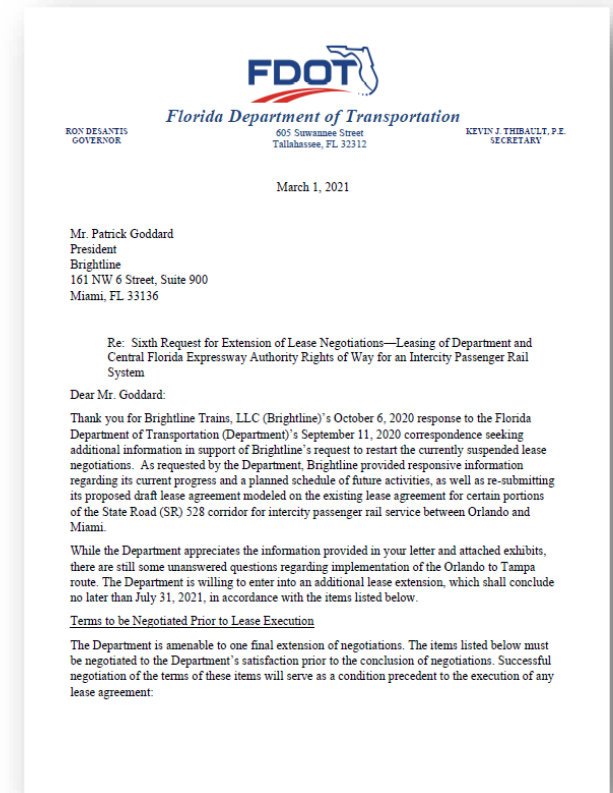 FDOT
Florida Department of Transportation
RON DESANTIS
GOVERNOR
605 Suwannee Street
Tallahassee, FL 32312
KEVIN J. THIBAULT, P.E.
SECRETARY
March 1, 2021
Mr. Patrick Goddard
President
Brightline
161 NW 6 Street, Suite 900
Miami, FL 33136
Re: Sixth Request for Extension of Lease Negotiations—Leasing of Department and
Central Florida Expressway Authority Rights of Way for an Intercity Passenger Rail
System
Dear Mr. Goddard:
Thank you for Brightline Trains, LLC (Brightline)’s October 6, 2020 response to the Florida
Department of Transportation (Department)’s September 11, 2020 correspondence seeking
additional information in support of Brightline’s request to restart the currently suspended lease
negotiations. As requested by the Department, Brightline provided responsive information
regarding its current progress and a planned schedule of future activities, as well as re-submitting
its proposed draft lease agreement modeled on the existing lease agreement for certain portions
of the State Road (SR) 528 corridor for intercity passenger rail service between Orlando and
Miami.
While the Department appreciates the information provided in your letter and attached exhibits,
there are still some unanswered questions regarding implementation of the Orlando to Tampa
route. The Department is willing to enter into an additional lease extension, which shall conclude
no later than July 31, 2021, in accordance with the items listed below.
Terms to be Negotiated Prior to Lease Execution
The Department is amenable to one final extension of negotiations. The items listed below must
be negotiated to the Department’s satisfaction prior to the conclusion of negotiations. Successful
negotiation of the terms of these items will serve as a condition precedent to the execution of any
lease agreement: